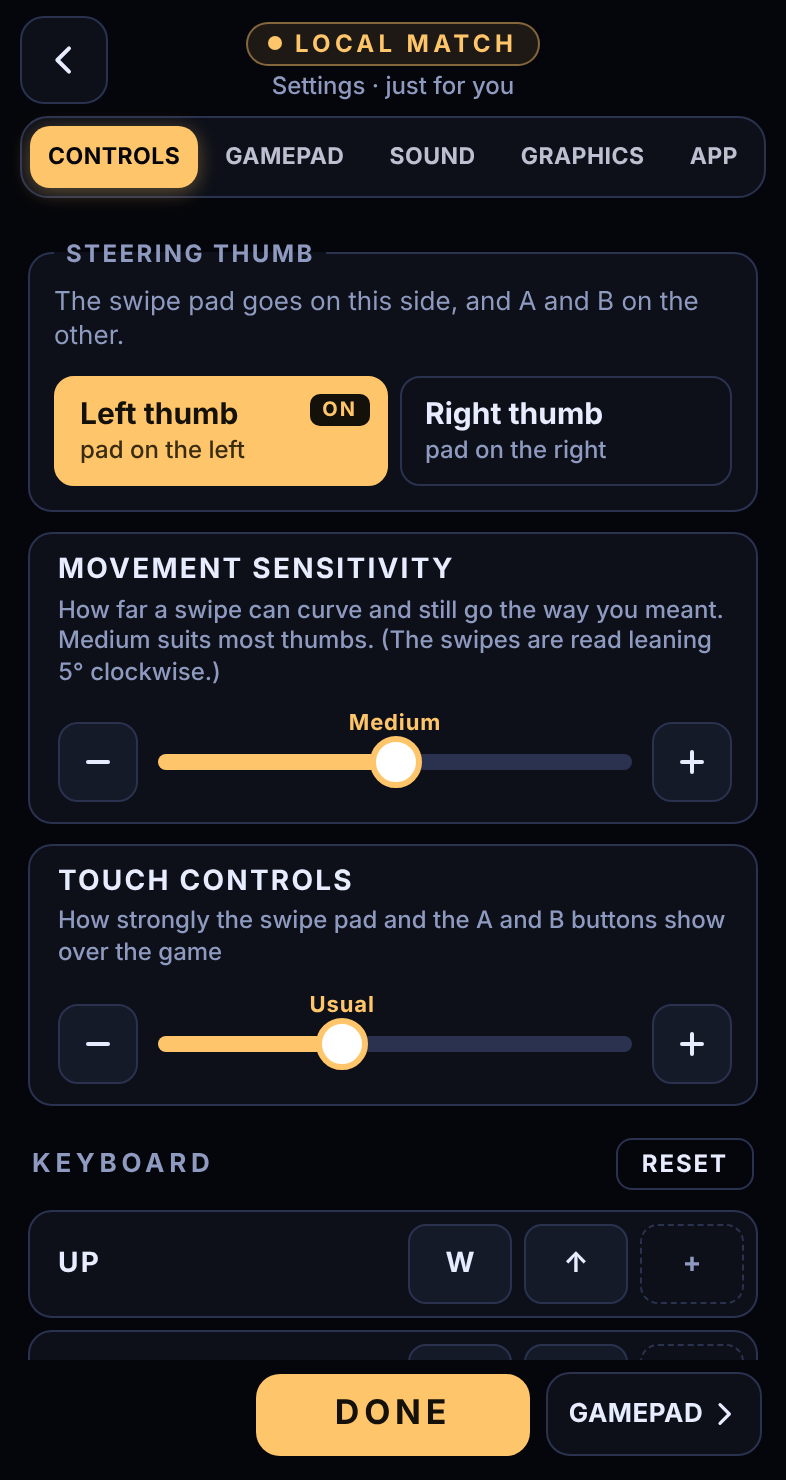 LOCAL MATCH
Settings · just for you
CONTROLS GAMEPAD SOUND GRAPHICS APP
STEERING THUMB
The swipe pad goes on this side, and A and B on the
other.
Left thumb ON Right thumb
pad on the left pad on the right
MOVEMENT SENSITIVITY
How far a swipe can curve and still go the way you meant.
Medium suits most thumbs. (The swipes are read leaning
5° clockwise.)
Medium
− +
TOUCH CONTROLS
How strongly the swipe pad and the A and B buttons show
over the game
Usual
− +
KEYBOARD RESET
UP W ↑ +
DONE GAMEPAD